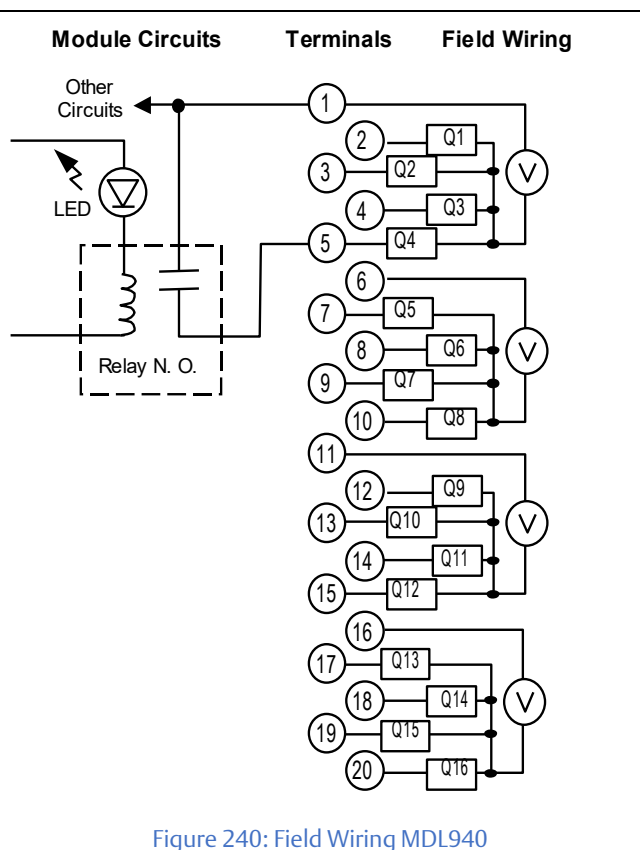 Module Circuits Terminals Field Wiring
Other
Circuits
1
2 Q1
3 Q2
V
LED
4 Q3
5 Q4
6
7 Q5
8 Q6
V
Relay N. O.
9 Q7
10 Q8
11
12 Q9
13 Q10
V
14 Q11
15 Q12
16
17 Q13
18 Q14
V
19 Q15
20 Q16
Figure 240: Field Wiring MDL940